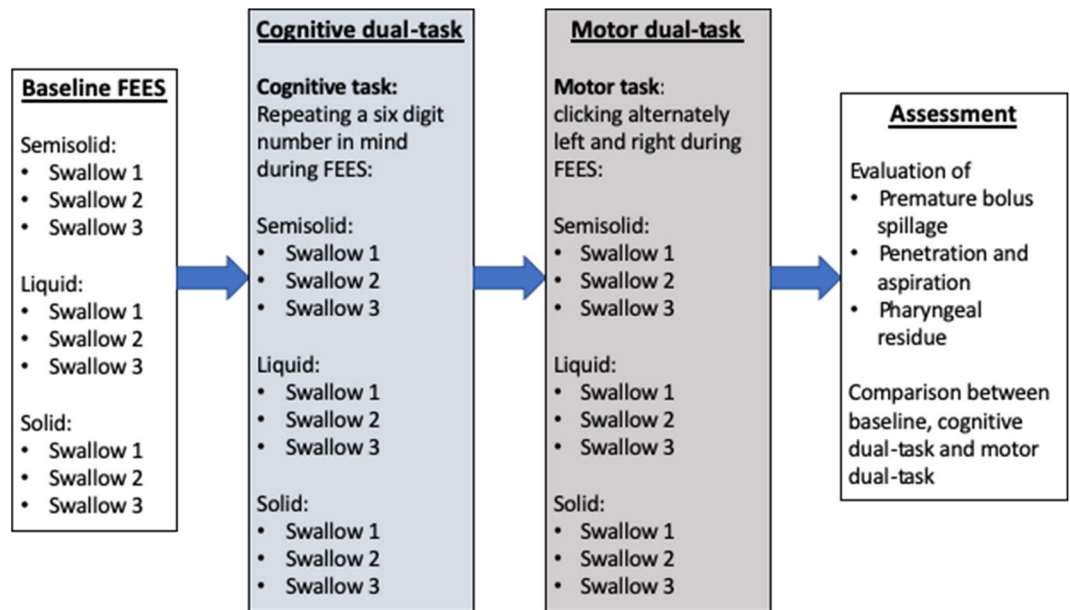 Baseline FEES
Semisolid:
• Swallow 1
• Swallow 2
• Swallow 3
Liquid:
• Swallow 1
• Swallow 2
• Swallow 3
Solid:
• Swallow 1
• Swallow 2
• Swallow 3
Cognitive dual-task
Cognitive task:
Repeating a six digit
number in mind
during FEES:
Semisolid:
• Swallow 1
• Swallow 2
• Swallow 3
Liquid:
• Swallow 1
• Swallow 2
• Swallow 3
Solid:
• Swallow 1
• Swallow 2
• Swallow 3
Motor dual-task
Motor task:
clicking alternately
left and right during
FEES:
Semisolid:
• Swallow 1
• Swallow 2
• Swallow 3
Liquid:
• Swallow 1
• Swallow 2
• Swallow 3
Solid:
• Swallow 1
• Swallow 2
• Swallow 3
Assessment
Evaluation of
• Premature bolus
spillage
• Penetration and
aspiration
• Pharyngeal
residue
Comparison between
baseline, cognitive
dual-task and motor
dual-task